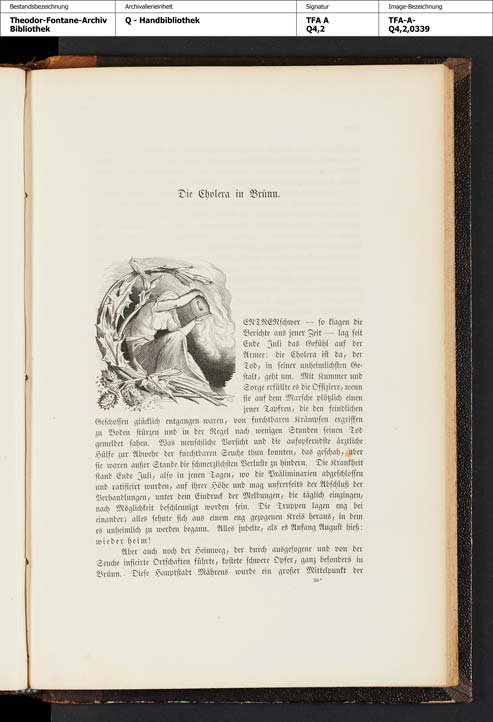 Bestandsbezeichnung
Archivalieneinheit
Signatur
Image-Bezeichnung
Theodor-Fontane-Archiv
Bibliothek
Q - Handbibliothek
TFA A
Q4,2
TFA-A-
Q4,2,0339
Die Cholera in Brünn.
ENTNERschwer — so klagen die
Berichte aus jener Zeit — lag seit
Ende Juli das Gefühl auf der
Armee: die Cholera ist da, der
Tod, in seiner unheimlichsten Ge-
stalt, geht um. Mit Kummer und
Sorge erfüllte es die Offiziere, wenn
sie auf dem Marsche plötzlich einen
jener Tapfren, die den feindlichen
Geschossen glücklich entgangen waren, von furchtbaren Krämpfen ergriffen
zu Boden stürzen und in der Regel nach wenigen Stunden seinen Tod
gemeldet sahen. Was menschliche Vorsicht und die aufopferndste ärztliche
Hülfe zur Abwehr der furchtbaren Seuche thun konnten, das geschah, aber
sie waren außer Stande die schmerzlichsten Verluste zu hindern. Die Krankheit
stand Ende Juli, also in jenen Tagen, wo die Präliminarien abgeschlossen
und ratificirt wurden, auf ihrer Höhe und mag unsrerseits der Abschluß der
Verhandlungen, unter dem Eindruck der Meldungen, die täglich eingingen,
nach Möglichkeit beschleunigt worden sein. Die Truppen lagen eng bei
einander; alles sehnte sich aus einem eng gezogenen Kreis heraus, in dem
es unheimlich zu werden begann. Alles jubelte, als es Anfang August hieß:
wieder heim!
Aber auch noch der Heimweg, der durch ausgesogene und von der
Seuche inficirte Ortschaften führte, kostete schwere Opfer, ganz besonders in
Brünn. Diese Hauptstadt Mährens wurde ein großer Mittelpunkt der